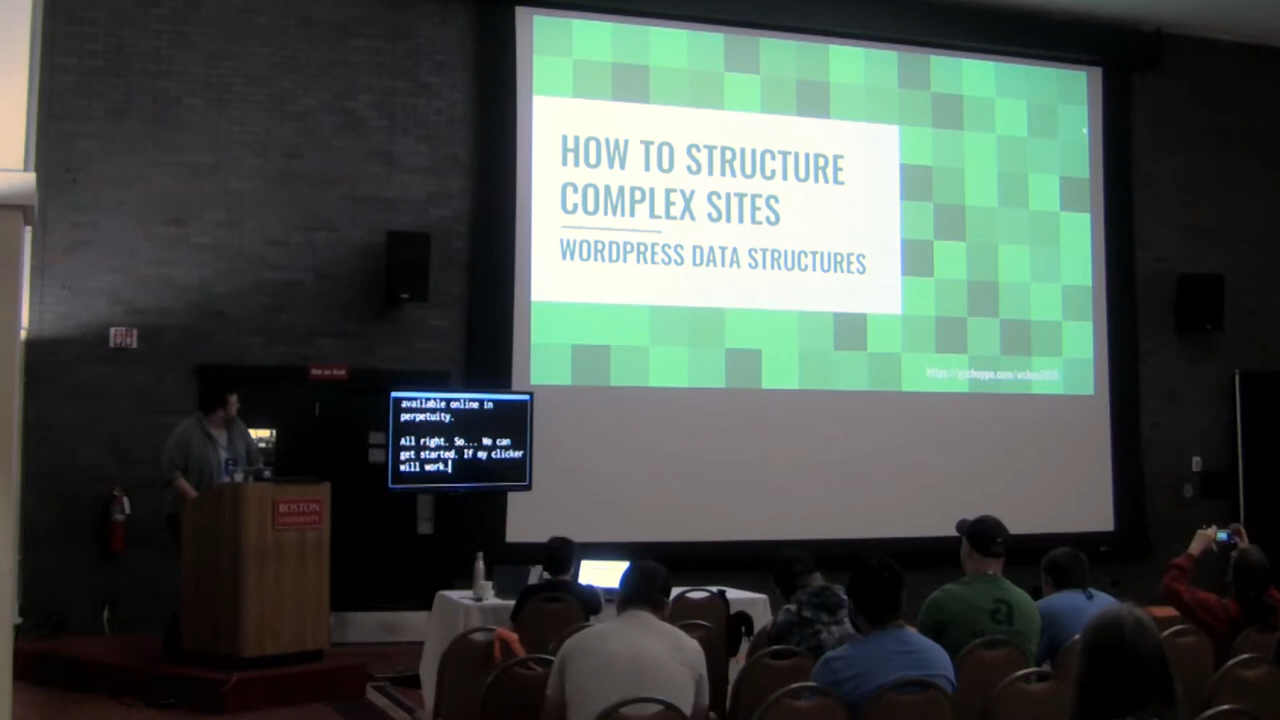 HOW TO STRUCTURE
COMPLEX SITES
WORDPRESS DATA STRUCTURES
available online in
perpetuity.
All right. So... We can
get started. If my clicker
will work.
BOSTON
UNIVERSITY